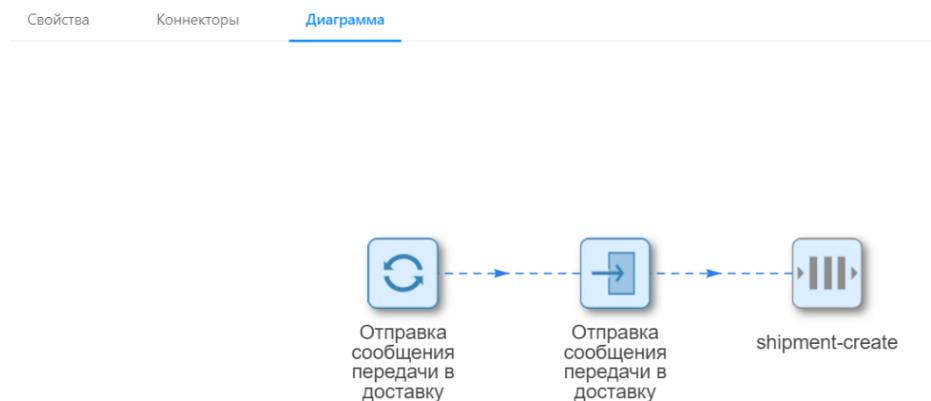 Свойства Коннекторы Диаграмма
Отправка
сообщения
передачи в
доставку
Отправка
сообщения
передачи в
доставку
shipment-create